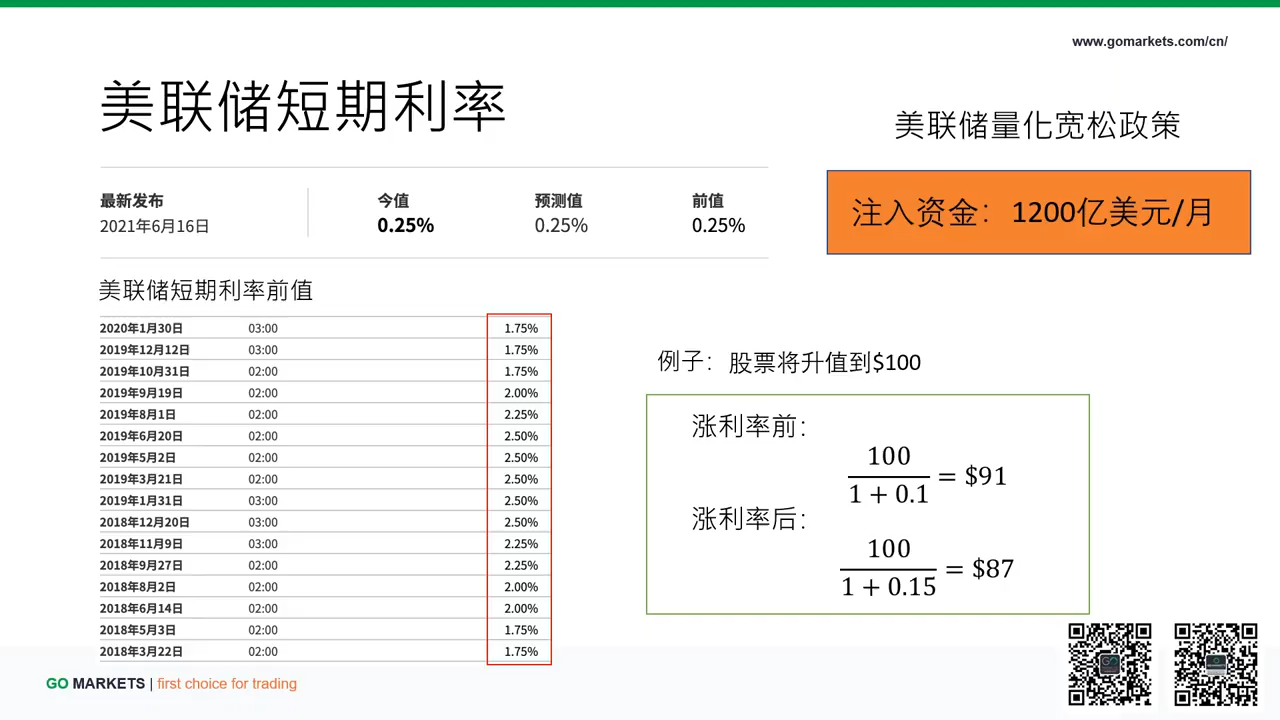 www.gomarkets.com/cn/
美联储短期利率
美联储量化宽松政策
注入资金：1200亿美元/月
最新发布 今值 预测值 前值
2021年6月16日 0.25% 0.25% 0.25%
美联储短期利率前值
2020年1月30日 03:00 1.75%
2019年12月12日 03:00 1.75%
2019年10月31日 02:00 1.75%
2019年9月19日 02:00 2.00%
2019年8月1日 02:00 2.25%
2019年6月20日 02:00 2.50%
2019年5月2日 02:00 2.50%
2019年3月21日 02:00 2.50%
2019年1月31日 03:00 2.50%
2018年12月20日 03:00 2.50%
2018年11月9日 03:00 2.25%
2018年9月27日 02:00 2.25%
2018年8月2日 02:00 2.00%
2018年6月14日 02:00 2.00%
2018年5月3日 02:00 1.75%
2018年3月22日 02:00 1.75%
例子：股票将升值到$100
涨利率前：
100
1 + 0.1 = $91
涨利率后：
100
1 + 0.15 = $87
GO MARKETS | first choice for trading